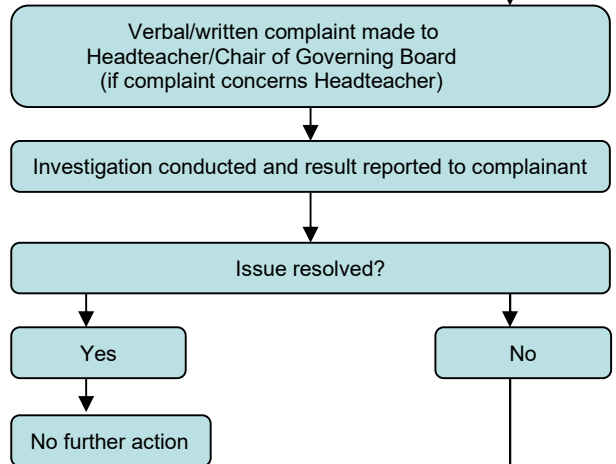 Verbal/written complaint made to
Headteacher/Chair of Governing Board
(if complaint concerns Headteacher)
Investigation conducted and result reported to complainant
Issue resolved?
Yes
No
No further action